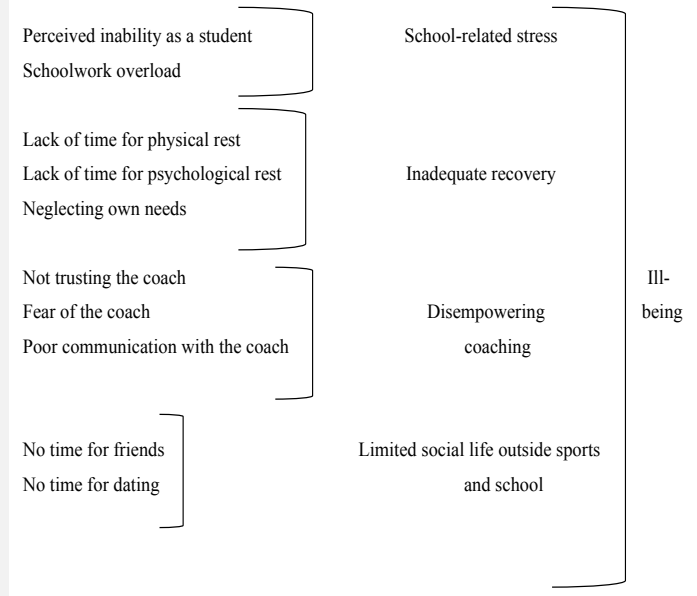 Perceived inability as a student School-related stress
Schoolwork overload
Lack of time for physical rest
Lack of time for psychological rest Inadequate recovery
Neglecting own needs
Not trusting the coach Ill-
Fear of the coach Disempowering being
Poor communication with the coach coaching
No time for friends Limited social life outside sports
No time for dating and school